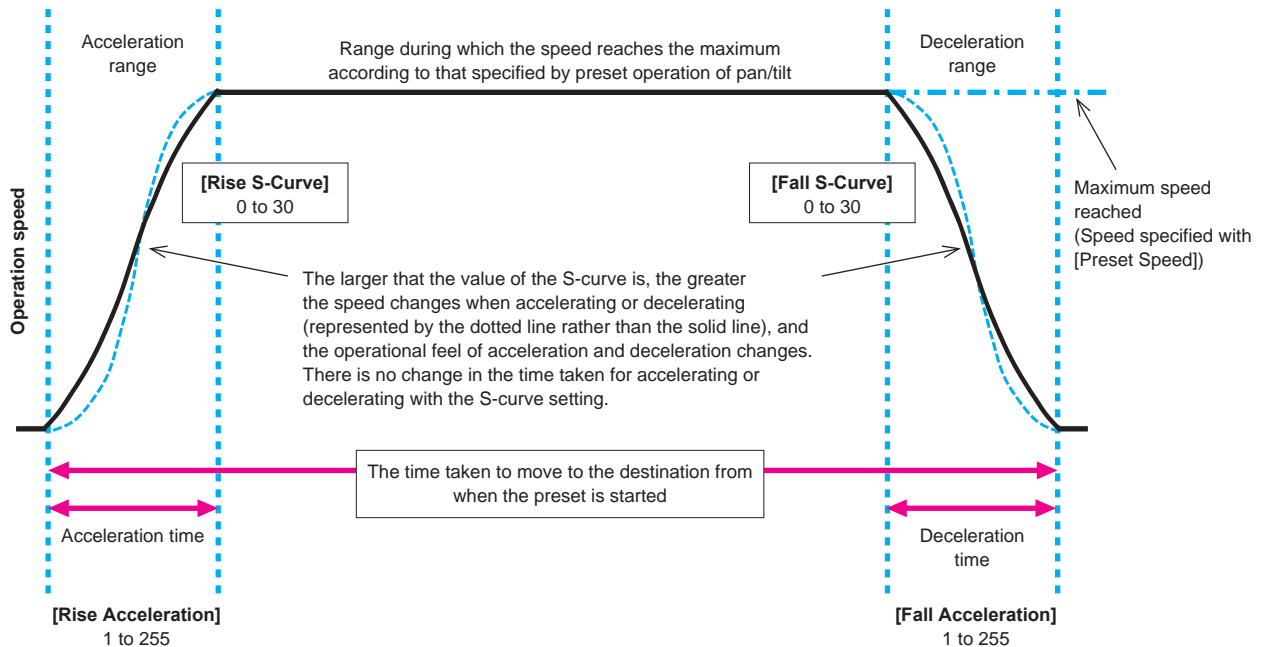 Acceleration
range
Range during which the speed reaches the maximum
according to that specified by preset operation of pan/tilt
Deceleration
range
Operation speed
[Rise S-Curve]
0 to 30
[Fall S-Curve]
0 to 30
Maximum speed
reached
(Speed specified with
[Preset Speed])
The larger that the value of the S-curve is, the greater
the speed changes when accelerating or decelerating
(represented by the dotted line rather than the solid line), and
the operational feel of acceleration and deceleration changes.
There is no change in the time taken for accelerating or
decelerating with the S-curve setting.
The time taken to move to the destination from
when the preset is started
Acceleration time
Deceleration
time
[Rise Acceleration]
1 to 255
[Fall Acceleration]
1 to 255